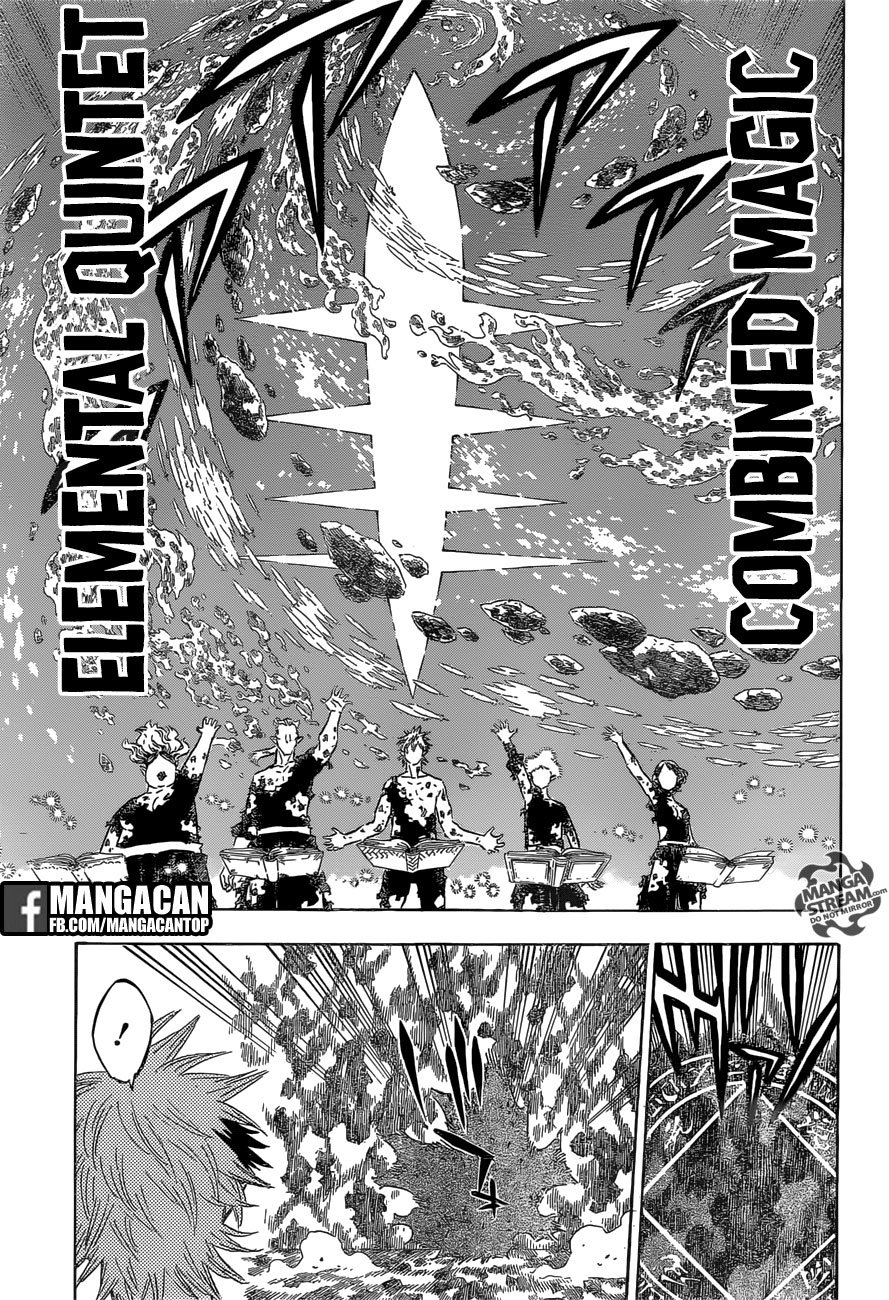 COMBINED MAGIC
ELEMENTAL QUINTET
f MANGACAN
FB.COM/MANGACANTOP
MANGA
STREAM.com
DO NOT MIRROR
!